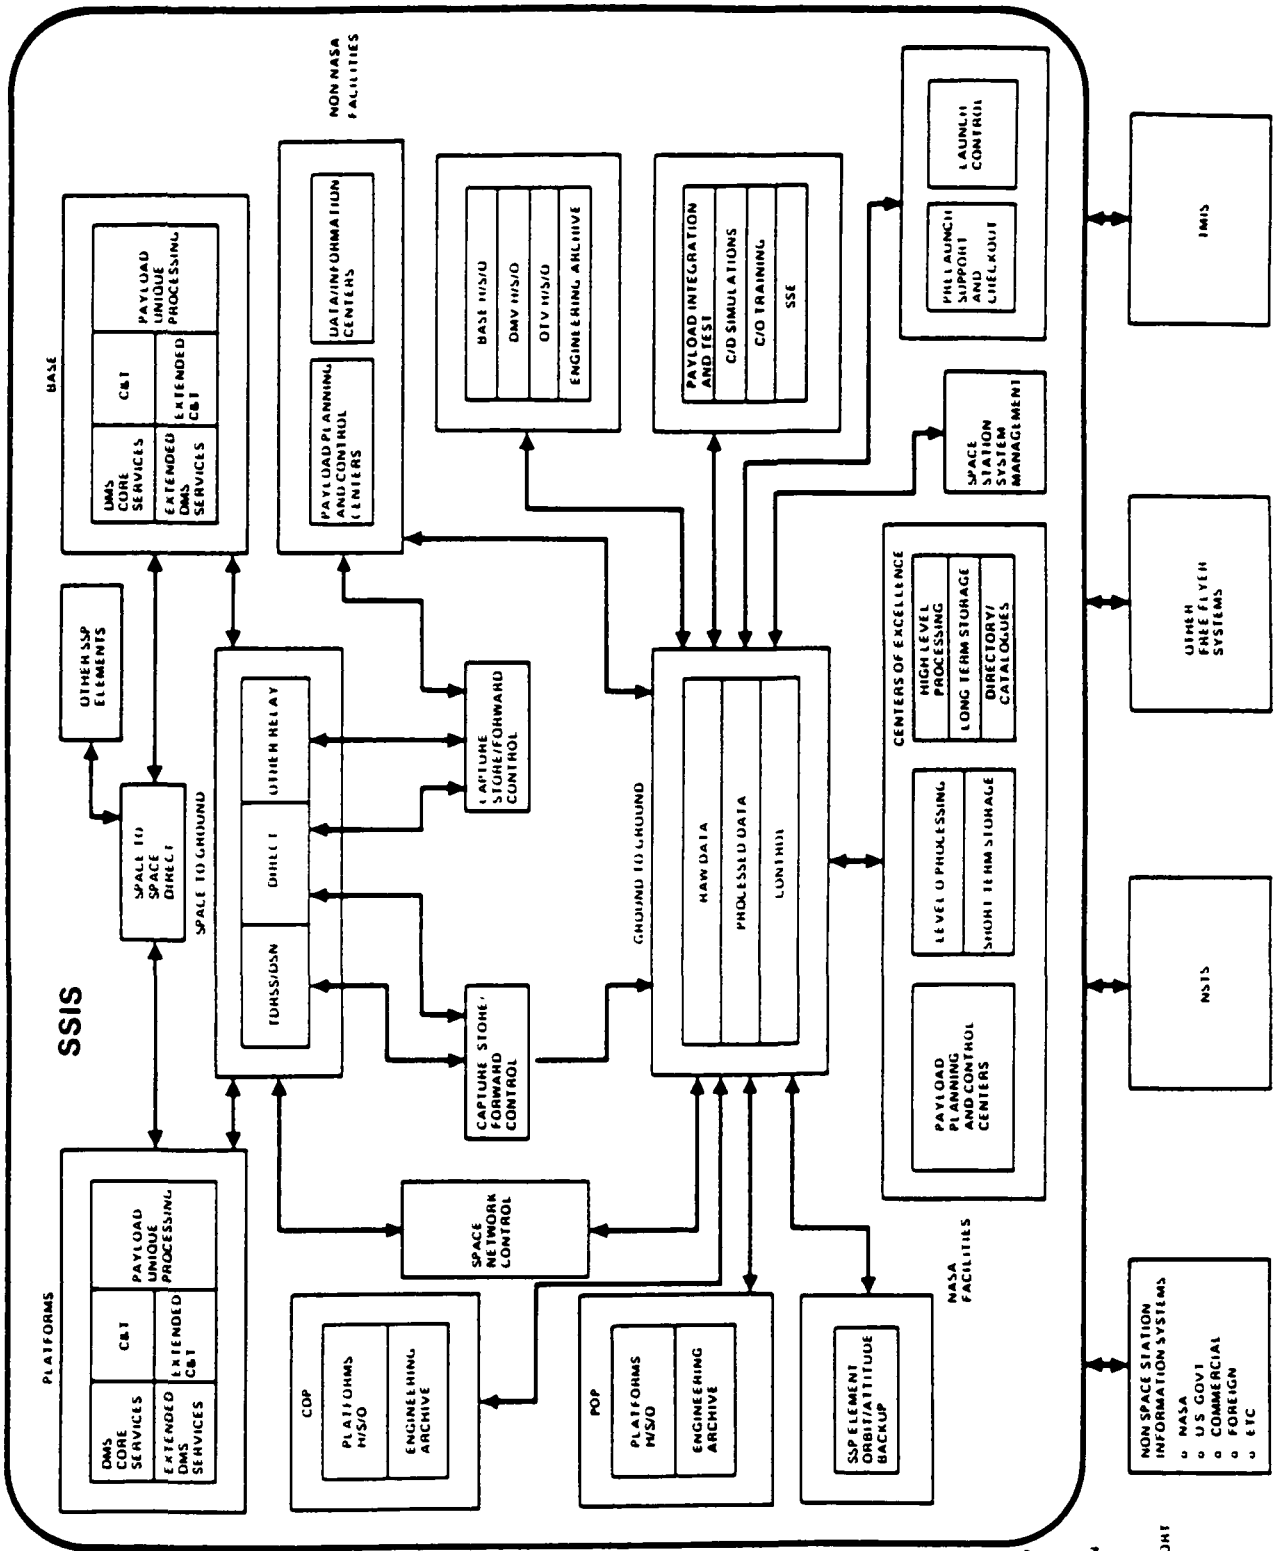 SSIS
PLATFORMS
DMS
CORE
SERVICES
C&T
PAYLOAD
UNIQUE
PROCESSING
EXTENDED
DMS
SERVICES
EXTENDED
C&T
SPACE TO
SPACE
DIRECT
OTHER SSP
ELEMENTS
BASE
DMS
CORE
SERVICES
C&T
PAYLOAD
UNIQUE
PROCESSING
EXTENDED
DMS
SERVICES
EXTENDED
C&T
SPACE TO GROUND
TDRSS/DSN
DIRECT
OTHER RELAY
NON NASA
FACILITIES
PAYLOAD PLANNING
AND CONTROL
CENTERS
DATA/INFORMATION
CENTERS
COP
PLATFORMS
H/S/O
ENGINEERING
ARCHIVE
SPACE
NETWORK
CONTROL
CAPTURE STORE/
FORWARD
CONTROL
CAPTURE
STORE/FORWARD
CONTROL
BASE H/S/O
OMV H/S/O
OTV H/S/O
ENGINEERING ARCHIVE
POP
PLATFORMS
H/S/O
ENGINEERING
ARCHIVE
GROUND TO GROUND
RAW DATA
PROCESSED DATA
CONTROL
PAYLOAD INTEGRATION
AND TEST
C/O SIMULATIONS
C/O TRAINING
SSE
SSP ELEMENT
ORBIT/ATTITUDE
BACKUP
NASA
FACILITIES
CENTERS OF EXCELLENCE
PAYLOAD
PLANNING
AND CONTROL
CENTERS
LEVEL O PROCESSING
SHORT TERM STORAGE
HIGH LEVEL
PROCESSING
LONG TERM STORAGE
DIRECTORY/
CATALOGUES
SPACE
STATION
SYSTEM
MANAGEMENT
PRELAUNCH
SUPPORT
AND
CHECKOUT
LAUNCH
CONTROL
NON SPACE STATION
INFORMATION SYSTEMS
o NASA
o US GOVT
o COMMERCIAL
o FOREIGN
o ETC
NSTS
OTHER
FREE FLYER
SYSTEMS
TMIS